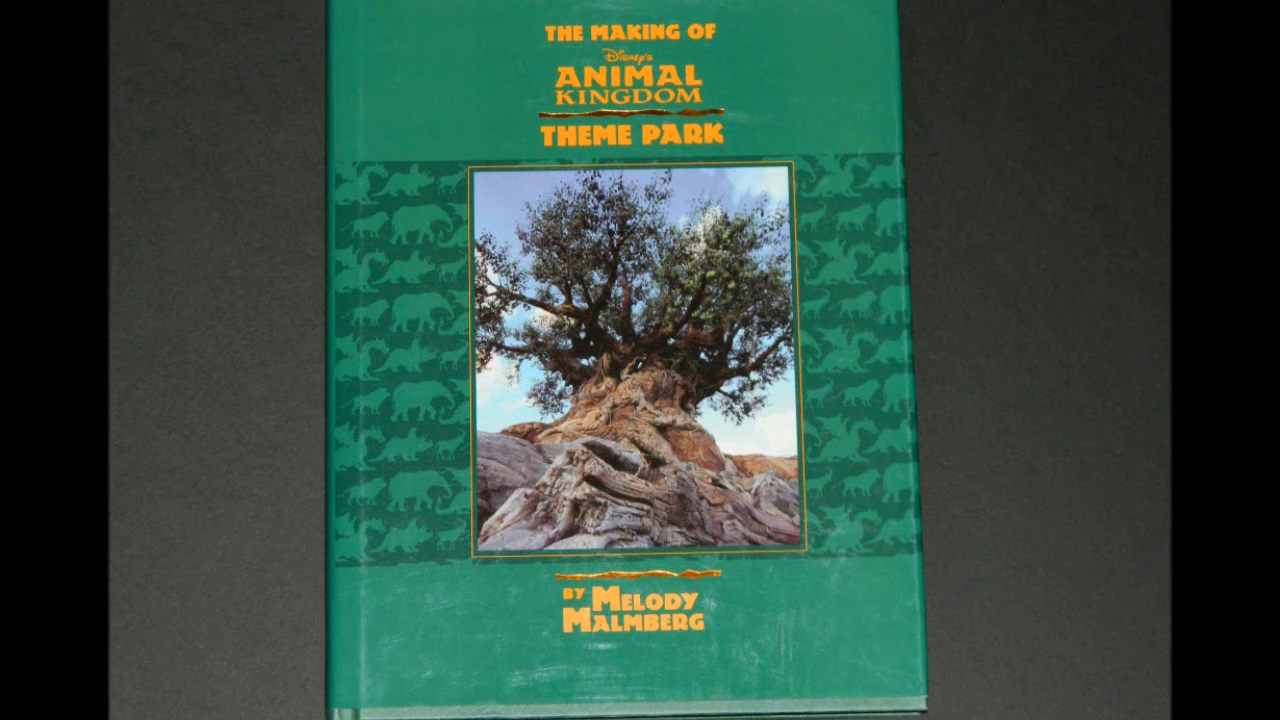 THE MAKING OF
Disney's
ANIMAL
KINGDOM
THEME PARK
BY MELODY
MALMBERG